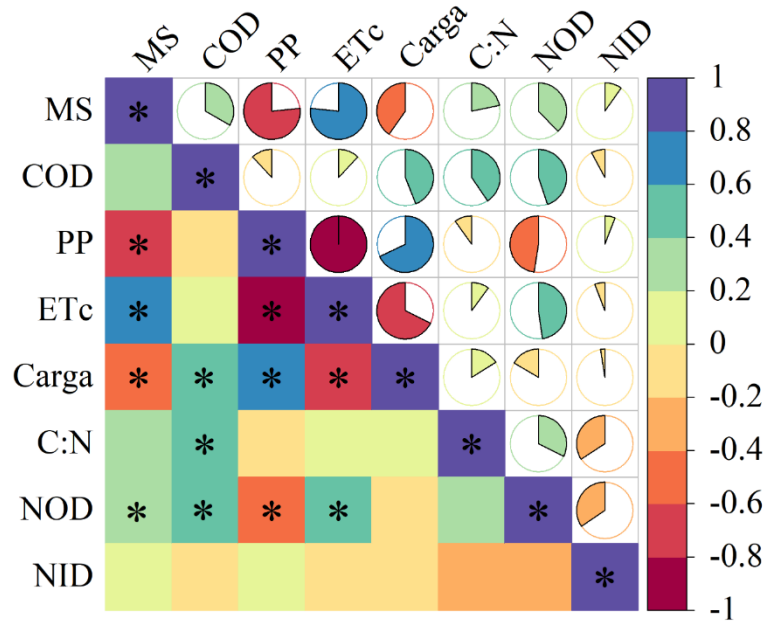 MS COD PP ETc Carga C:N NOD NID
MS *
COD *
PP * *
ETc * * *
Carga * * * * *
C:N * *
NOD * * * * *
NID *
1
0.8
0.6
0.4
0.2
0
-0.2
-0.4
-0.6
-0.8
-1